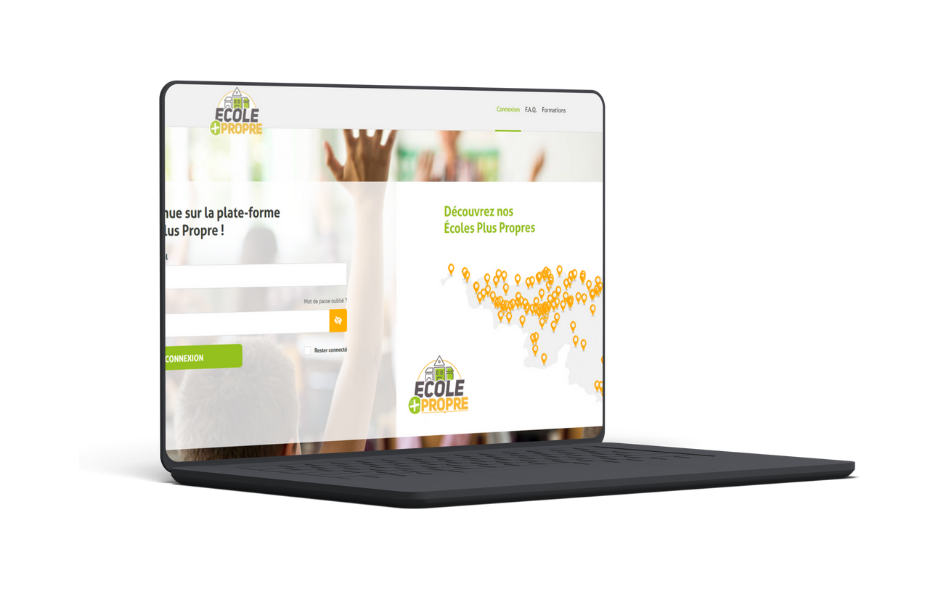 ECOLE
+PROPRE
Connexion F.A.Q. Formations
nue sur la plate-forme
lus Propre !
Mot de passe oublié ?
CONNEXION
Rester connecté
Découvrez nos
Écoles Plus Propres
ECOLE
+PROPRE